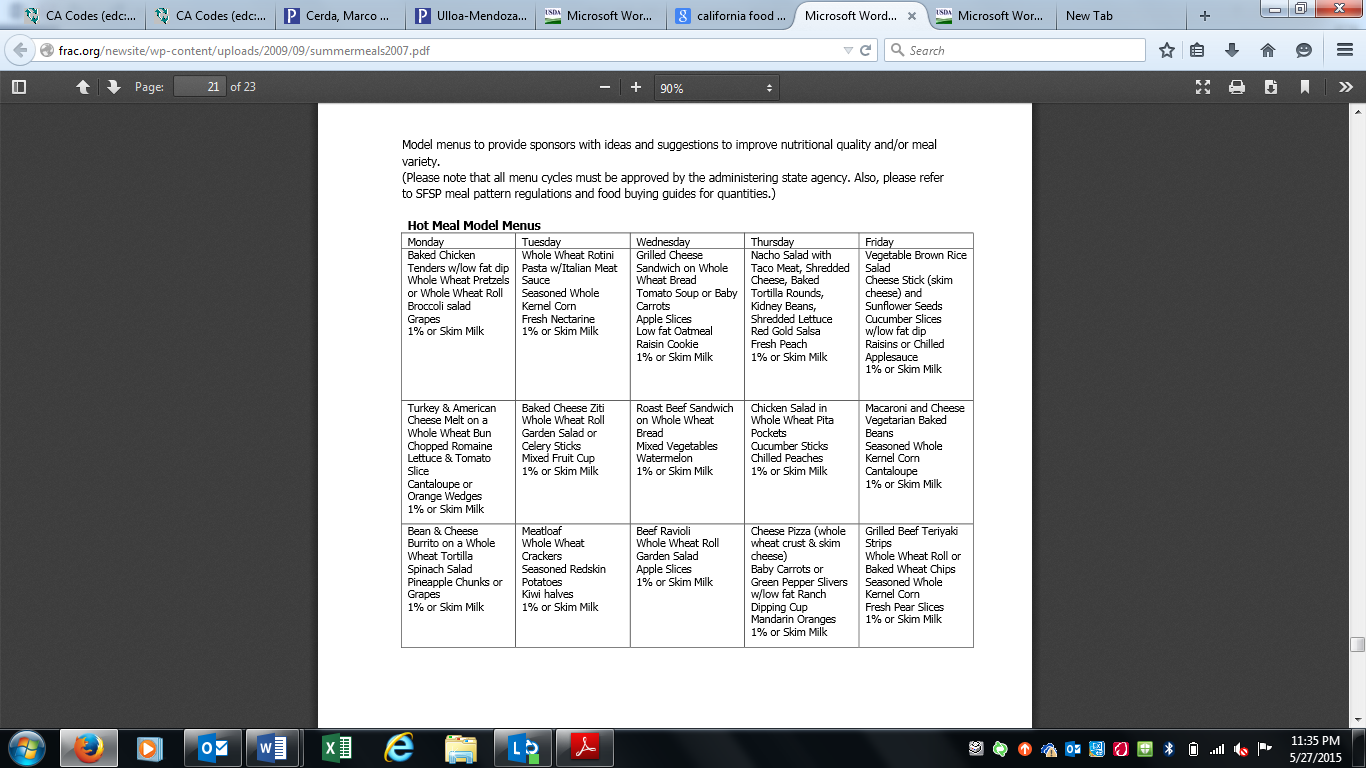 CA Codes (edc:...
CA Codes (edc:...
Cerda, Marco
Ulloa-Mendoza...
Microsoft Wor...
california food ...
Microsoft Word...
Microsoft Wor...
New Tab
frac.org/newsite/wp-content/uploads/2009/09/summermeals2007.pdf
Search
Page: 21 of 23
90%
Model menus to provide sponsors with ideas and suggestions to improve nutritional quality and/or meal
variety.
(Please note that all menu cycles must be approved by the administering state agency. Also, please refer
to SFSP meal pattern regulations and food buying guides for quantities.)
Hot Meal Model Menus
Monday
Tuesday
Wednesday
Thursday
Friday
Baked Chicken
Tenders w/low fat dip
Whole Wheat Pretzels
or Whole Wheat Roll
Broccoli salad
Grapes
1% or Skim Milk
Whole Wheat Rotini
Pasta w/Italian Meat
Sauce
Seasoned Whole
Kernel Corn
Fresh Nectarine
1% or Skim Milk
Grilled Cheese
Sandwich on Whole
Wheat Bread
Tomato Soup or Baby
Carrots
Apple Slices
Low fat Oatmeal
Raisin Cookie
1% or Skim Milk
Nacho Salad with
Taco Meat, Shredded
Cheese, Baked
Tortilla Rounds,
Kidney Beans,
Shredded Lettuce
Red Gold Salsa
Fresh Peach
1% or Skim Milk
Vegetable Brown Rice
Salad
Cheese Stick (skim
cheese) and
Sunflower Seeds
Cucumber Slices
w/low fat dip
Raisins or Chilled
Applesauce
1% or Skim Milk
Turkey & American
Cheese Melt on a
Whole Wheat Bun
Chopped Romaine
Lettuce & Tomato
Slice
Cantaloupe or
Orange Wedges
1% or Skim Milk
Baked Cheese Ziti
Whole Wheat Roll
Garden Salad or
Celery Sticks
Mixed Fruit Cup
1% or Skim Milk
Roast Beef Sandwich
on Whole Wheat
Bread
Mixed Vegetables
Watermelon
1% or Skim Milk
Chicken Salad in
Whole Wheat Pita
Pockets
Cucumber Sticks
Chilled Peaches
1% or Skim Milk
Macaroni and Cheese
Vegetarian Baked
Beans
Seasoned Whole
Kernel Corn
Cantaloupe
1% or Skim Milk
Bean & Cheese
Burrito on a Whole
Wheat Tortilla
Spinach Salad
Pineapple Chunks or
Grapes
1% or Skim Milk
Meatloaf
Whole Wheat
Crackers
Seasoned Redskin
Potatoes
Kiwi halves
1% or Skim Milk
Beef Ravioli
Whole Wheat Roll
Garden Salad
Apple Slices
1% or Skim Milk
Cheese Pizza (whole
wheat crust & skim
cheese)
Baby Carrots or
Green Pepper Slivers
w/low fat Ranch
Dipping Cup
Mandarin Oranges
1% or Skim Milk
Grilled Beef Teriyaki
Strips
Whole Wheat Roll or
Baked Wheat Chips
Seasoned Whole
Kernel Corn
Fresh Pear Slices
1% or Skim Milk
11:35 PM
5/27/2015